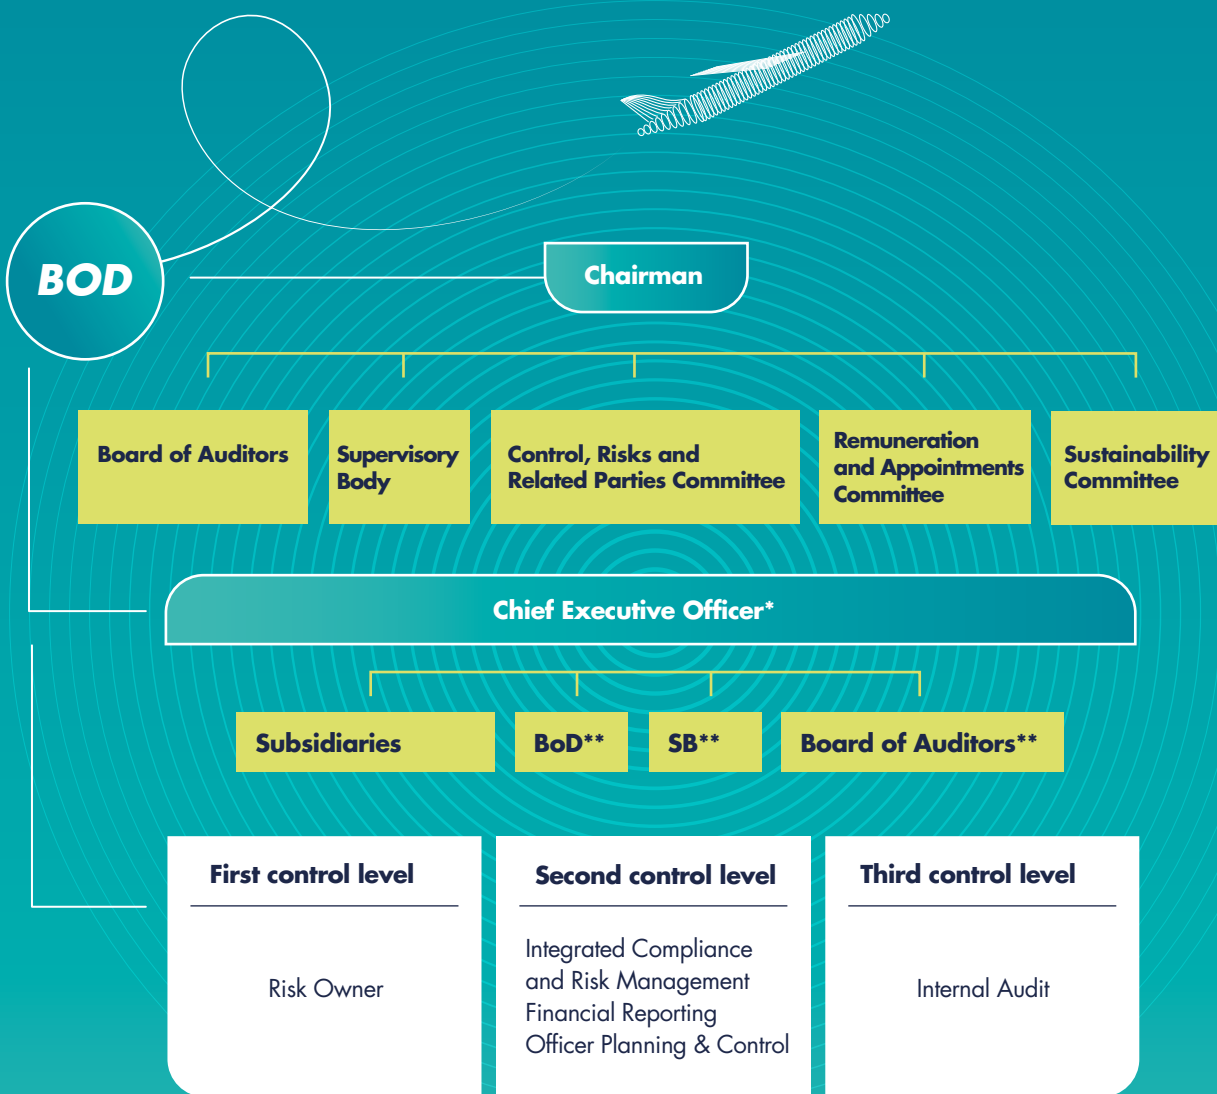 BOD
Chairman
Board of Auditors
Supervisory
Body
Control, Risks and
Related Parties Committee
Remuneration
and Appointments
Committee
Sustainability
Committee
Chief Executive Officer*
Subsidiaries
BoD**
SB**
Board of Auditors**
First control level
Risk Owner
Second control level
Integrated Compliance
and Risk Management
Financial Reporting
Officer Planning & Control
Third control level
Internal Audit